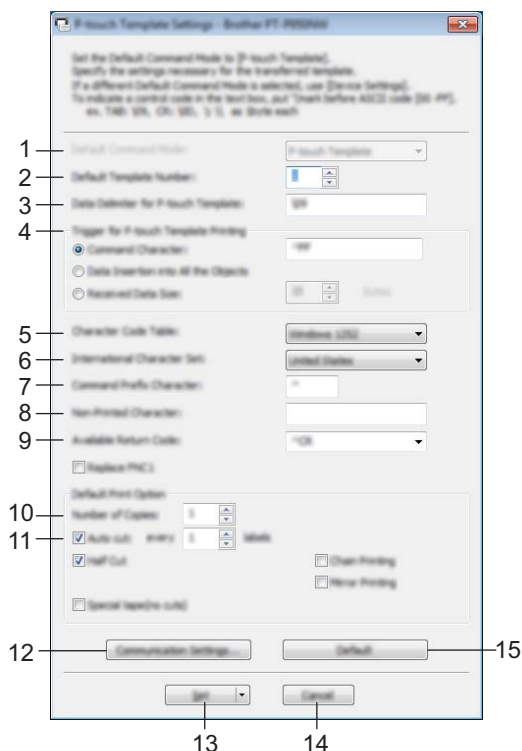 P-touch Template Settings - Brother PT-P950NW
Set the Default Command Mode to [P-touch Template].
Specify the settings necessary for the transferred template.
If a different Default Command Mode is selected, use [Device Settings].
1 Default Command Mode: P-touch Template
2 Default Template Number:
3 Data Delimiter for P-touch Template:
4 Trigger for P-touch Template Printing
Command Character:
Data Insertion into All the Objects
Received Data Size:
5 Character Code Table: Windows 1252
6 International Character Set: United States
7 Command Prefix Character: ^
8 Non-Printed Character:
9 Available Return Code: ^CR
Replace FNC1
Default Print Option
10 Number of Copies: 1
11 Auto cut: every 1 labels
Half Cut Chain Printing
Mirror Printing
Special tape(no cuts)
12 Communication Settings... Default 15
Set Cancel
13 14